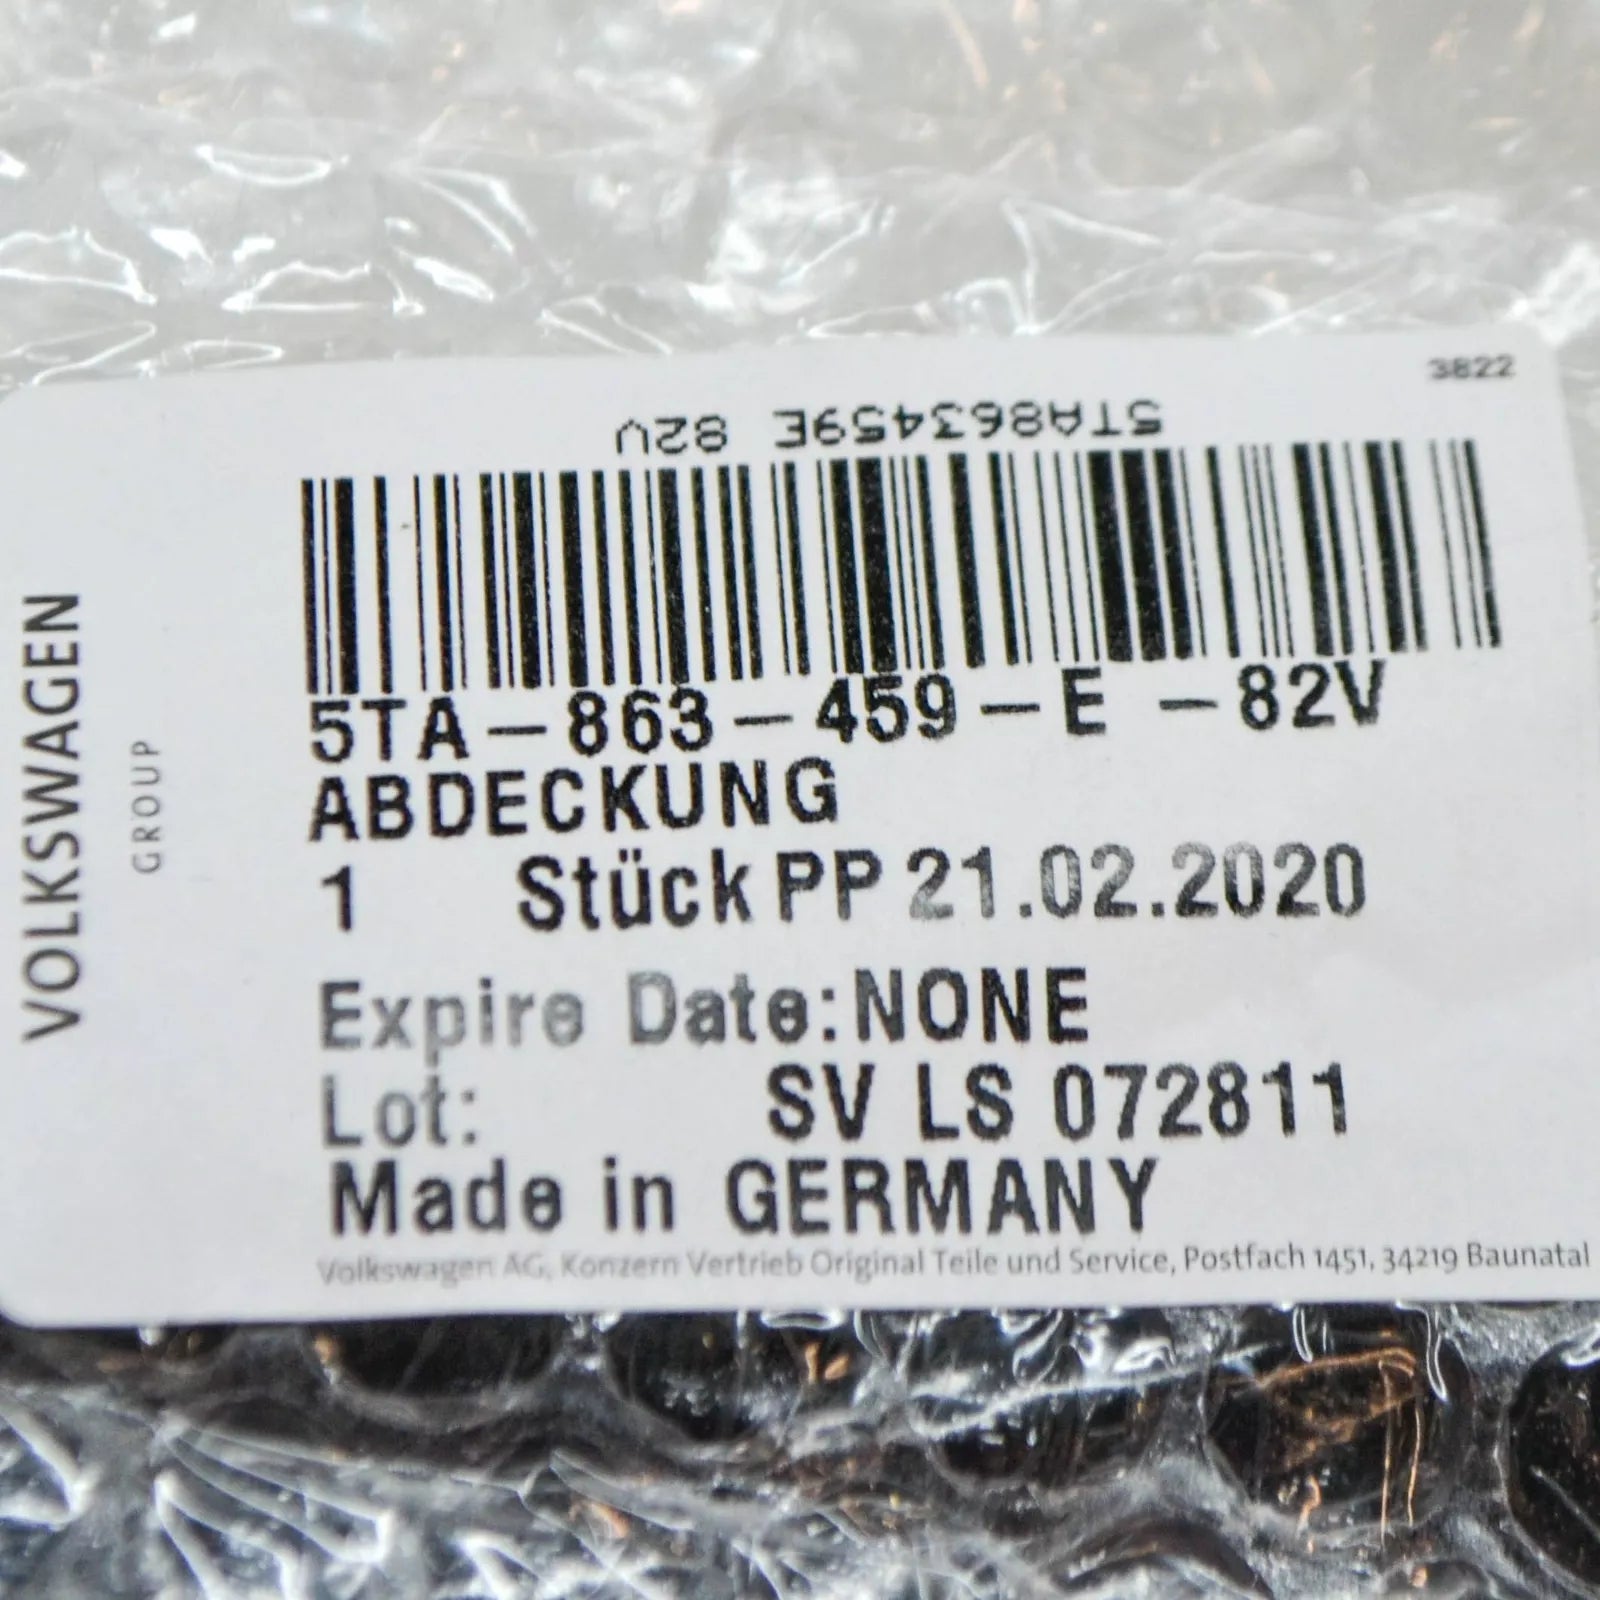 3822
5TA863459E 82V
5TA-863-459-E -82V
ABDECKUNG
1 Stück PP 21.02.2020
Expire Date:NONE
Lot: SV LS 072811
Made in GERMANY
Volkswagen AG, Konzern Vertrieb Original Teile und Service, Postfach 1451, 34219 Baunatal
VOLKSWAGEN
GROUP